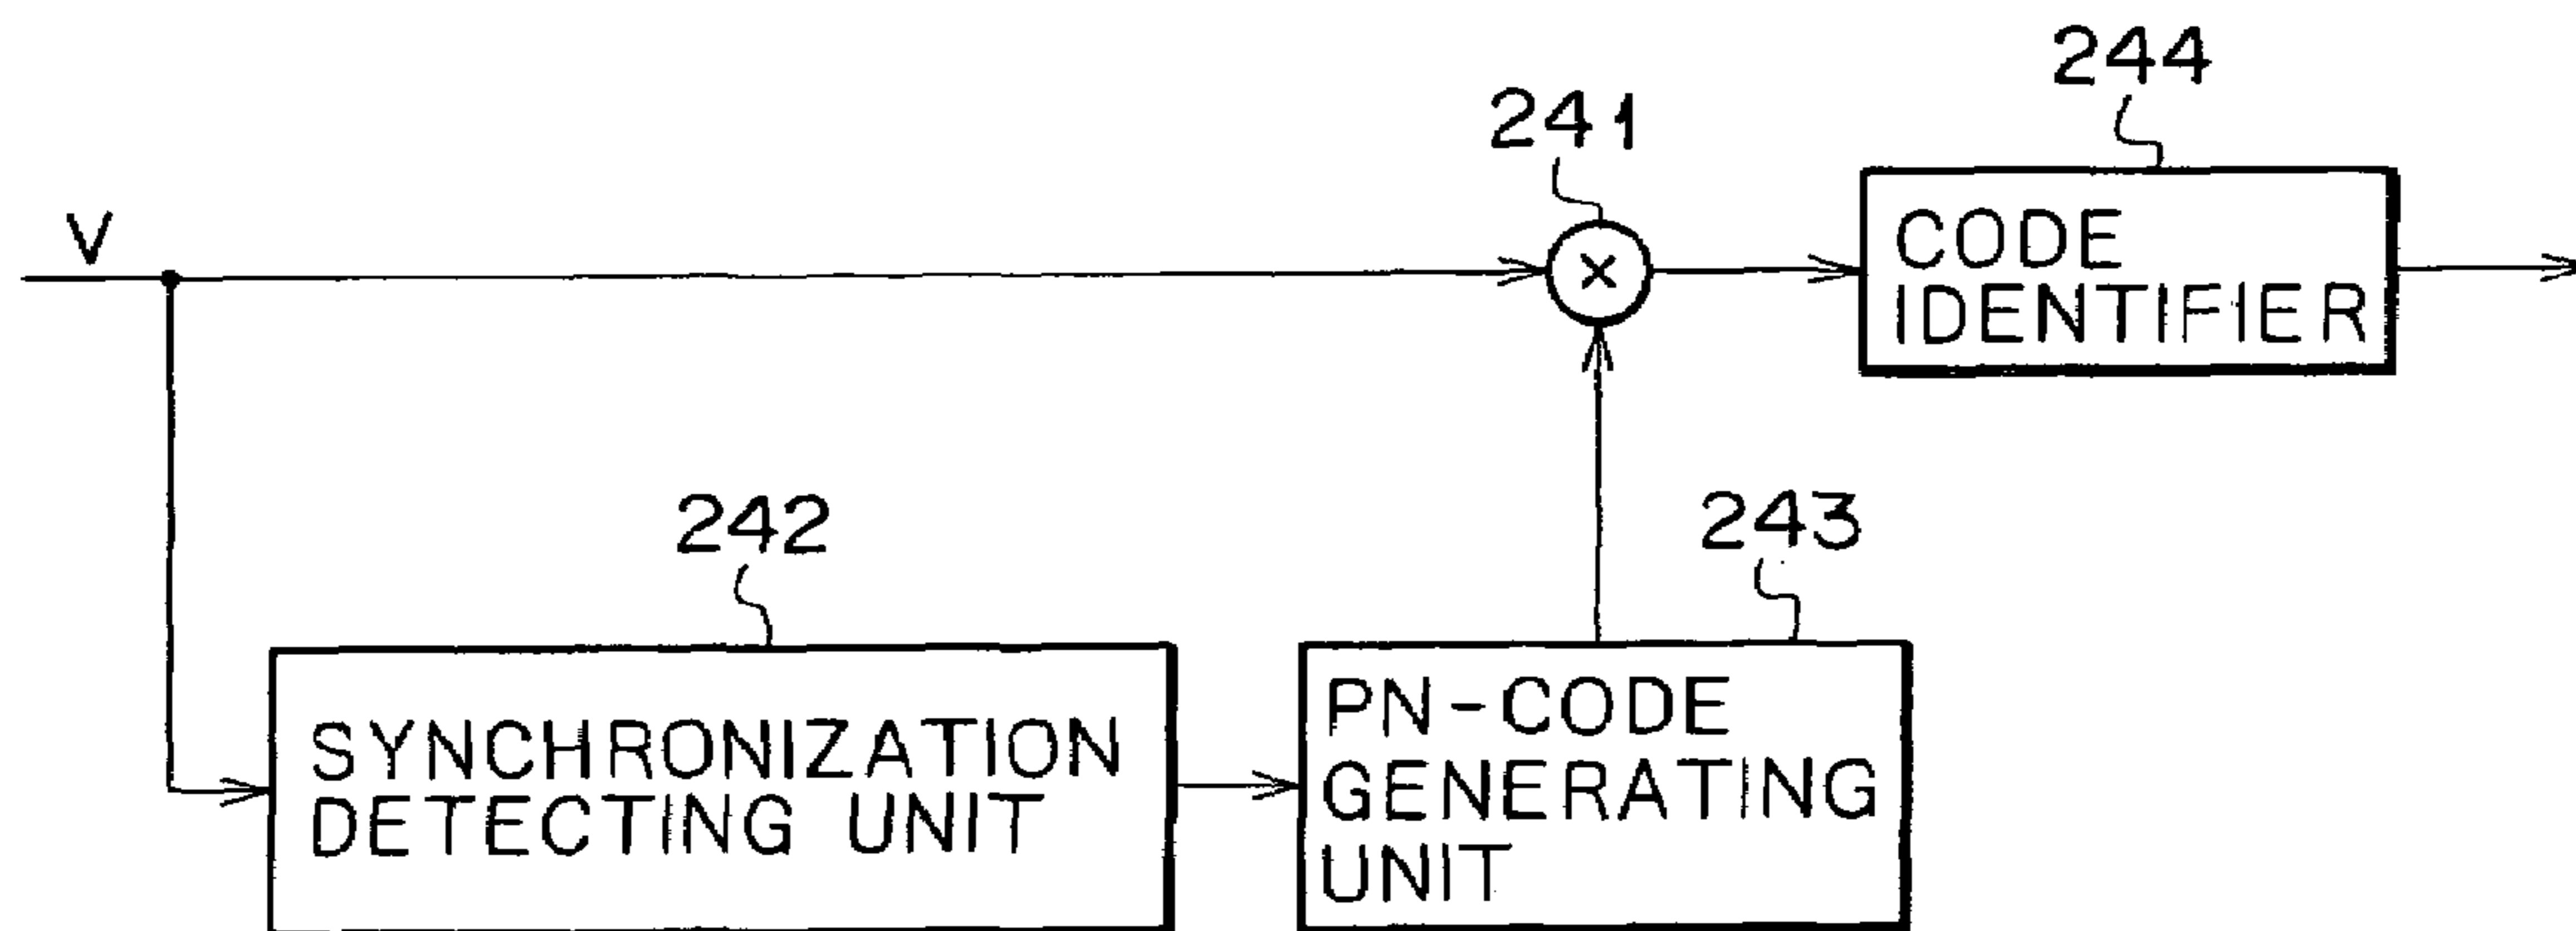 244
241
V
CODE
IDENTIFIER
242
243
SYNCHRONIZATION
DETECTING UNIT
PN-CODE
GENERATING
UNIT